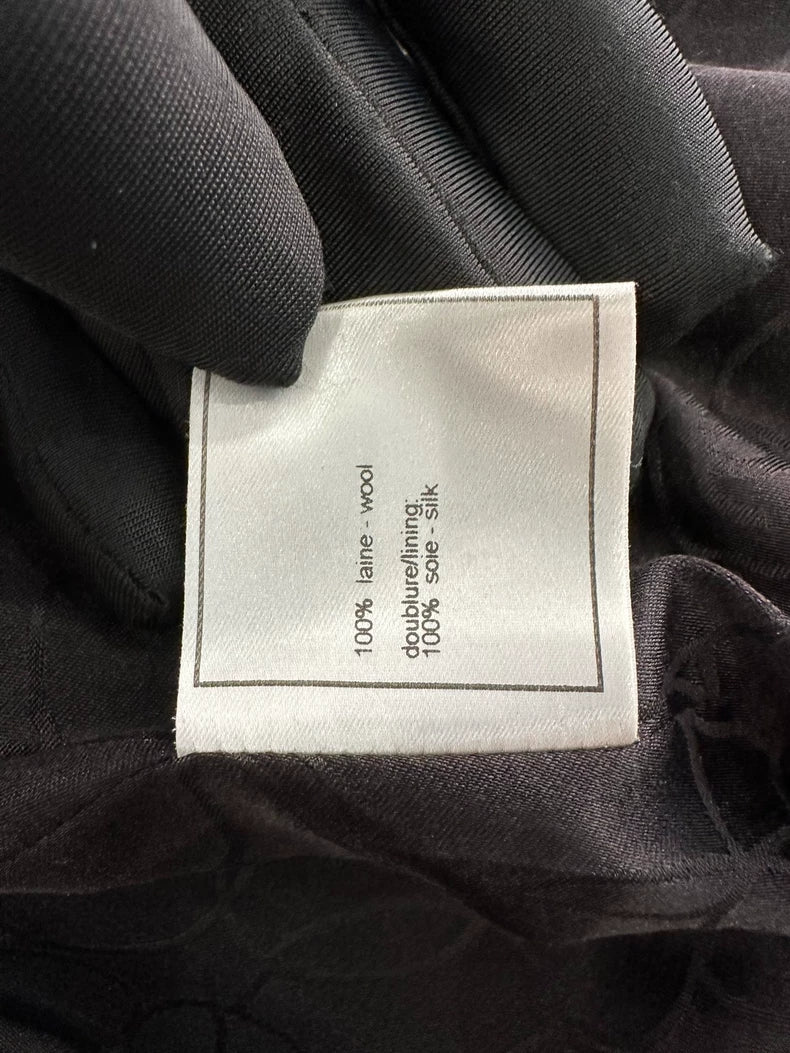 100% laine - wool
doublure/lining:
100% soie - silk